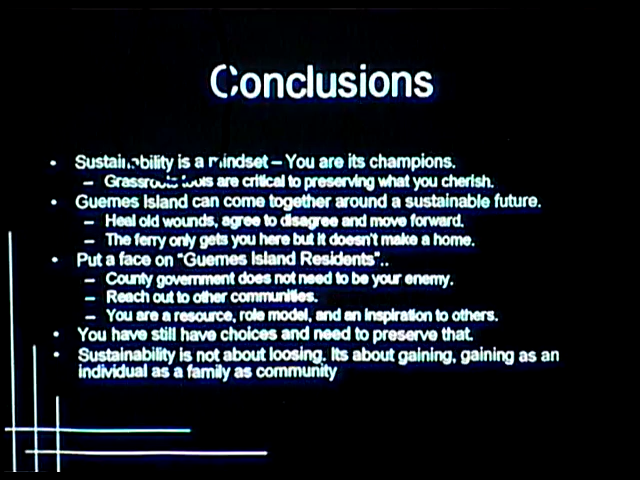 Conclusions
• Sustainability is a mindset – You are its champions.
– Grassroots tools are critical to preserving what you cherish.
• Guemes Island can come together around a sustainable future.
– Heal old wounds, agree to disagree and move forward.
– The ferry only gets you here but it doesn't make a home.
• Put a face on "Guemes Island Residents"..
– County government does not need to be your enemy.
– Reach out to other communities.
– You are a resource, role model, and an inspiration to others.
• You have still have choices and need to preserve that.
• Sustainability is not about loosing. Its about gaining, gaining as an
individual as a family as community